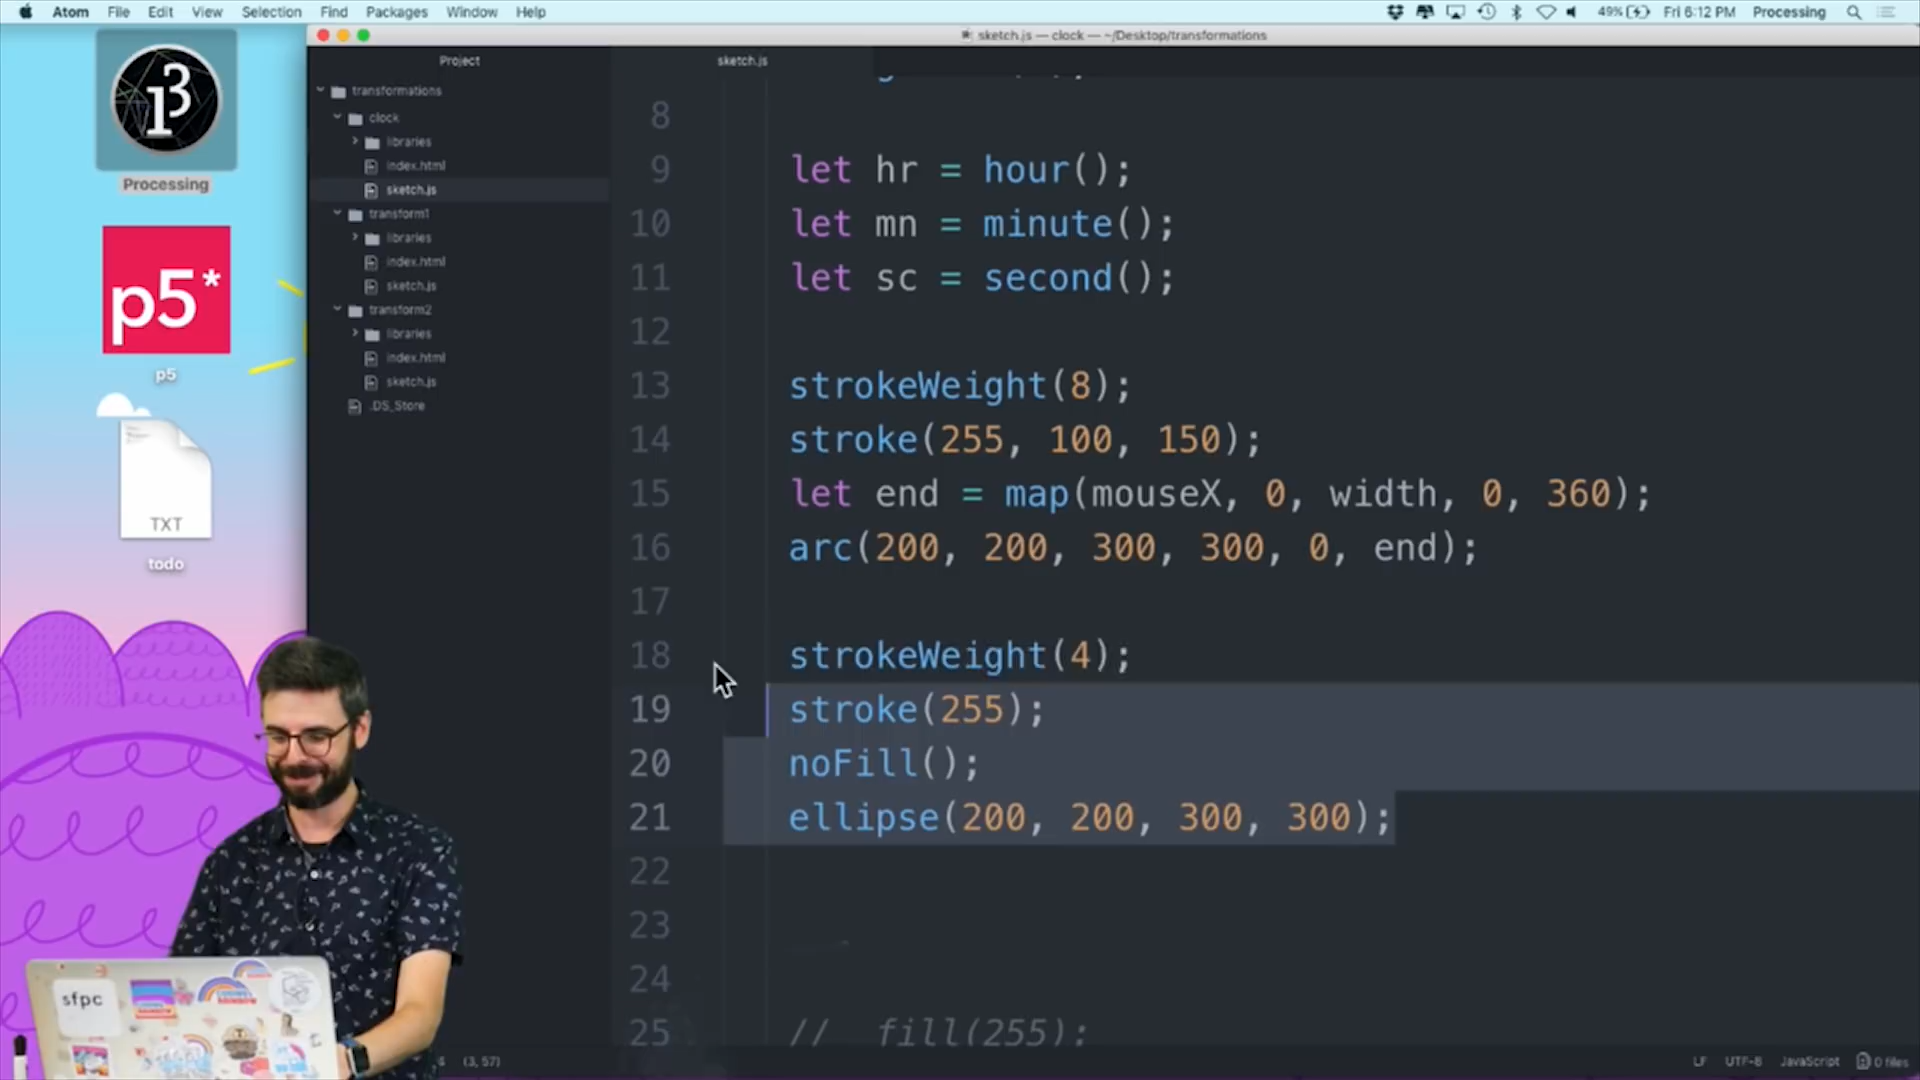 Atom File Edit View Selection Find Packages Window Help
49% Fri 6:12 PM Processing
sketch.js — clock — ~/Desktop/transformations
Project
sketch.js
Processing
p5*
p5
TXT
todo
transformations
clock
libraries
index.html
sketch.js
transform1
libraries
index.html
sketch.js
transform2
libraries
index.html
sketch.js
.DS_Store
8
9 let hr = hour();
10 let mn = minute();
11 let sc = second();
12
13 strokeWeight(8);
14 stroke(255, 100, 150);
15 let end = map(mouseX, 0, width, 0, 360);
16 arc(200, 200, 300, 300, 0, end);
17
18 strokeWeight(4);
19 stroke(255);
20 noFill();
21 ellipse(200, 200, 300, 300);
22
23
24
25 // fill(255);
sfpc
(3, 57)
LF UTF-8 JavaScript 0 files